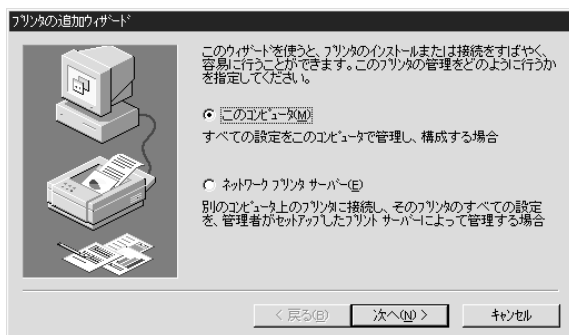 プリンタの追加ウィザード
このウィザードを使うと、プリンタのインストールまたは接続をすばやく、
容易に行うことができます。このプリンタの管理をどのように行うか
を指定してください。
このコンピュータ(M)
すべての設定をこのコンピュータで管理し、構成する場合
ネットワーク プリンタ サーバー(E)
別のコンピュータ上のプリンタに接続し、そのプリンタのすべての設定
を、管理者がセットアップしたプリント サーバーによって管理する場合
< 戻る(B)
次へ(N) >
キャンセル